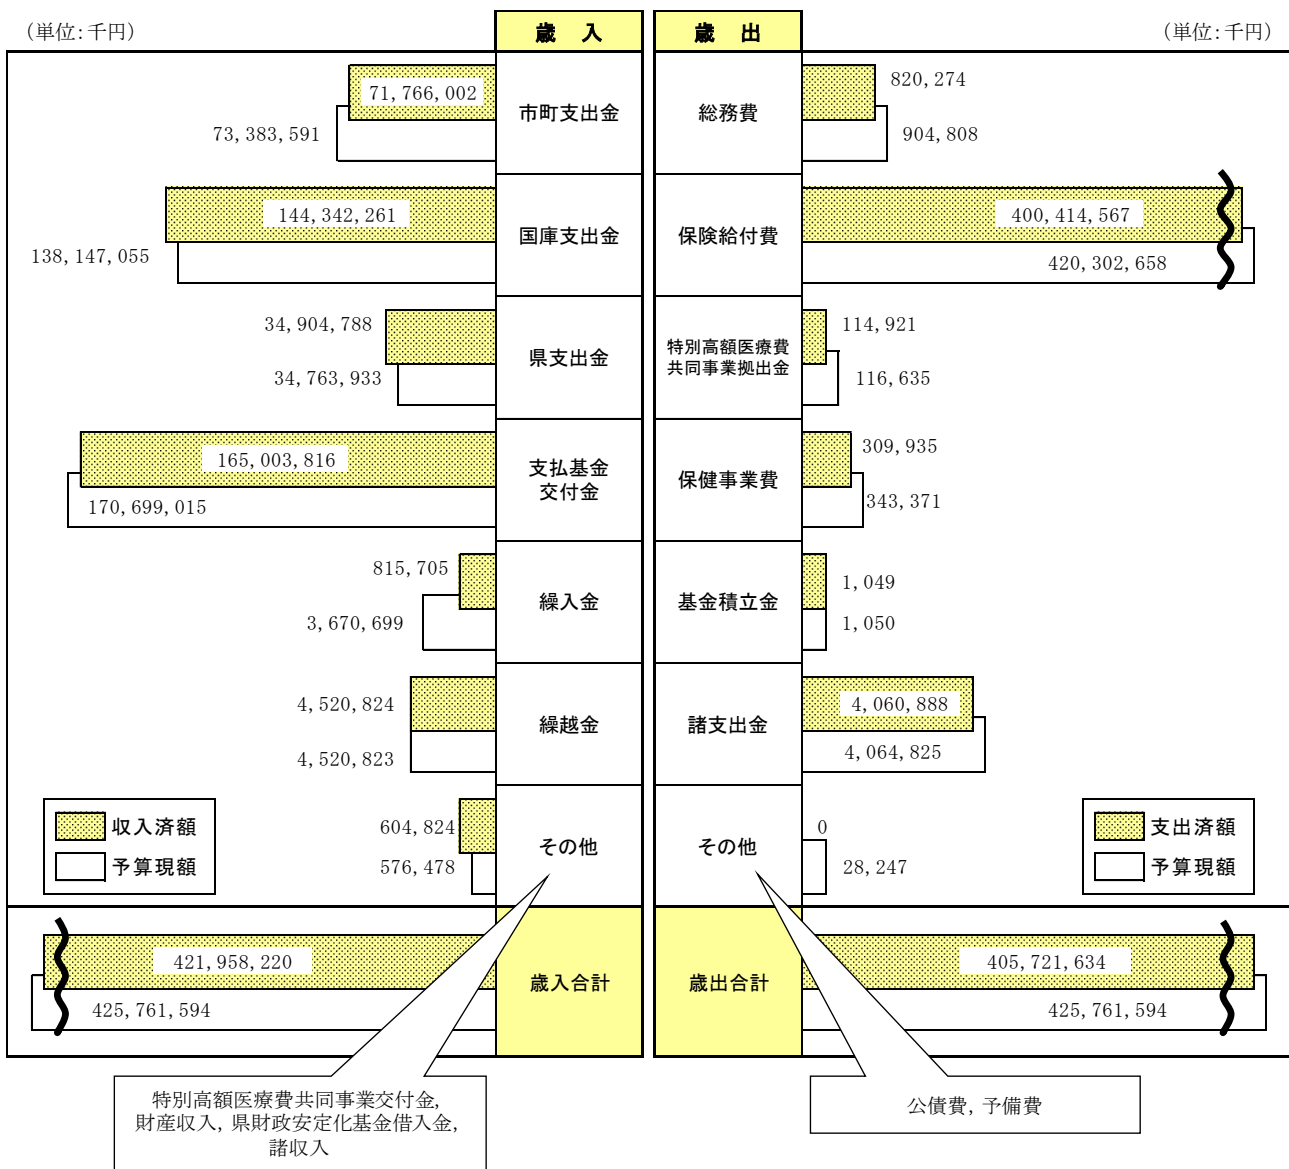 (単位:千円)
歳 入
歳 出
(単位:千円)
71,766,002
73,383,591
市町支出金
総務費
820,274
904,808
144,342,261
138,147,055
国庫支出金
保険給付費
400,414,567
420,302,658
34,904,788
34,763,933
県支出金
特別高額医療費
共同事業拠出金
114,921
116,635
165,003,816
170,699,015
支払基金
交付金
保健事業費
309,935
343,371
815,705
3,670,699
繰入金
基金積立金
1,049
1,050
4,520,824
4,520,823
繰越金
諸支出金
4,060,888
4,064,825
収入済額
予算現額
604,824
576,478
その他
その他
0
28,247
支出済額
予算現額
421,958,220
425,761,594
歳入合計
歳出合計
405,721,634
425,761,594
特別高額医療費共同事業交付金,
財産収入, 県財政安定化基金借入金,
諸収入
公債費, 予備費